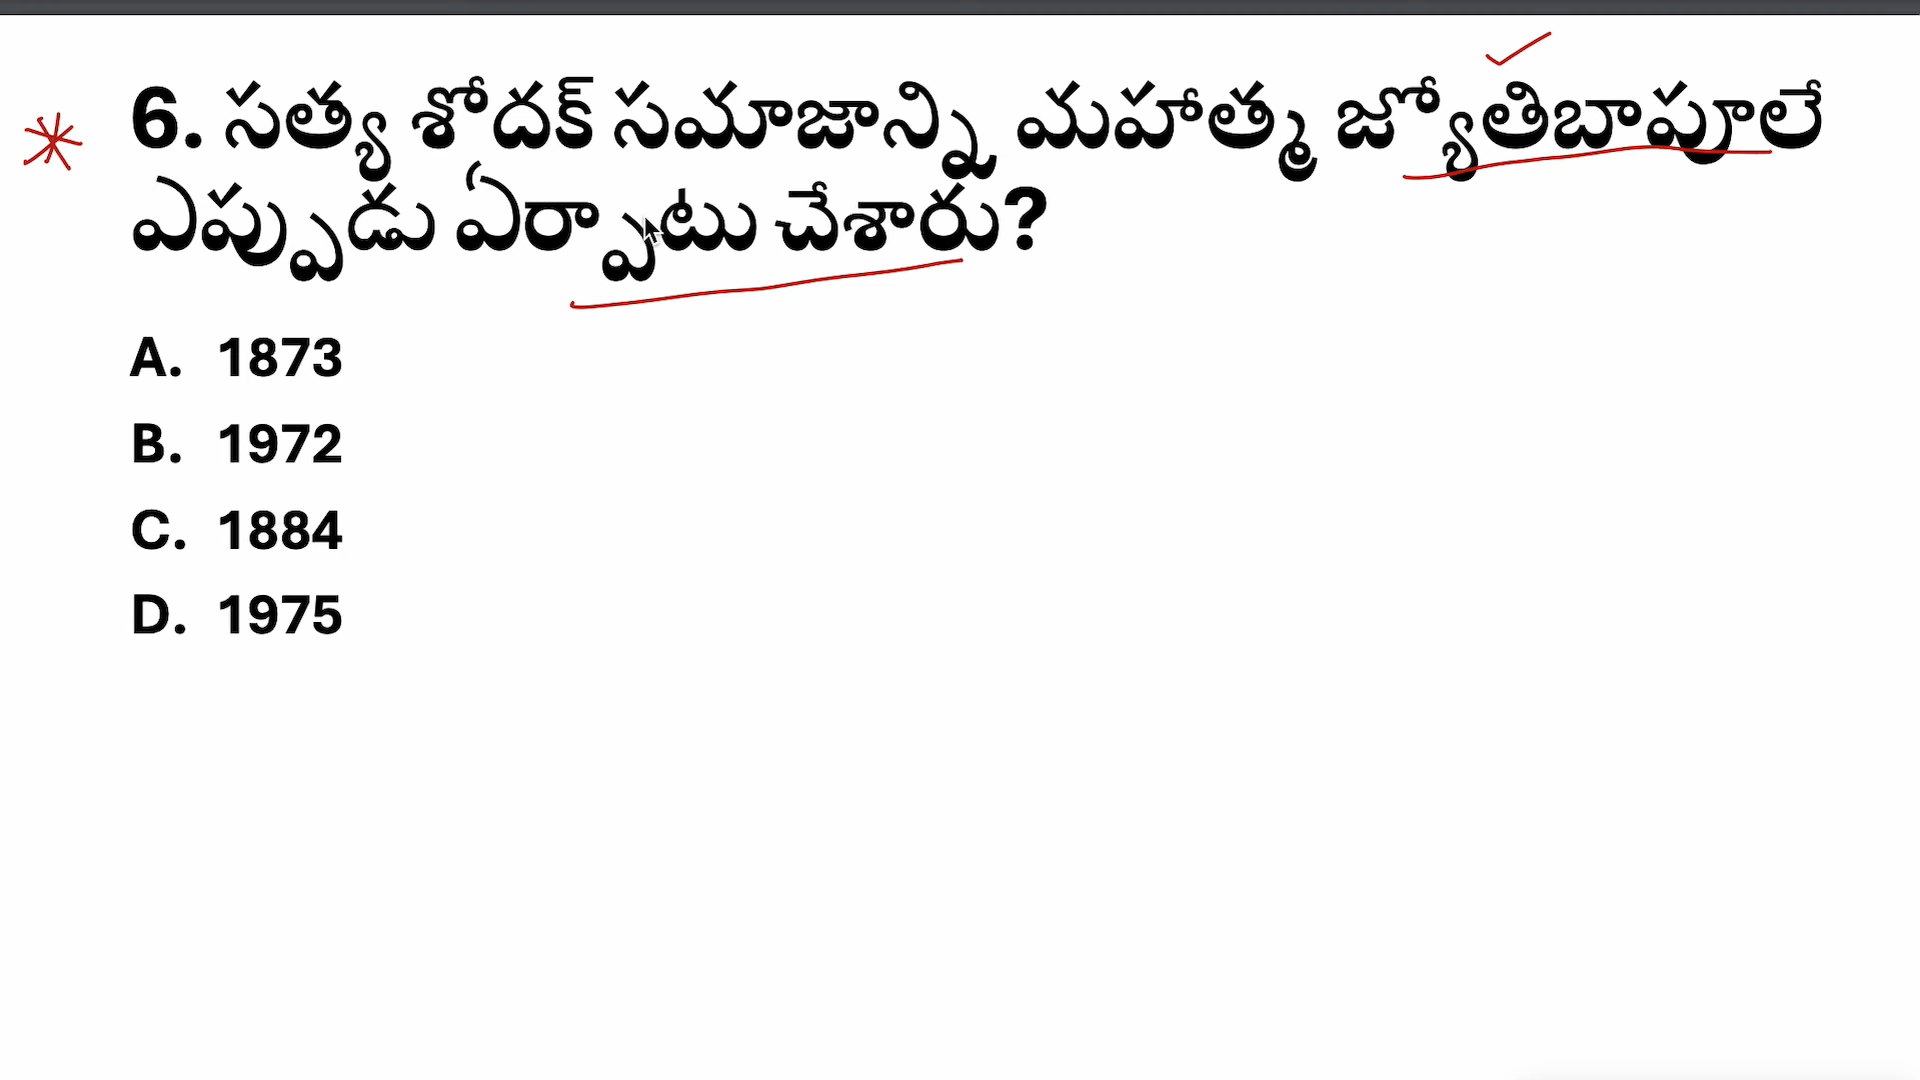 6. సత్య శోదక్ సమాజాన్ని మహాత్మ జ్యోతిబాపూలే
ఎప్పుడు ఏర్పాటు చేశారు?
A. 1873
B. 1972
C. 1884
D. 1975